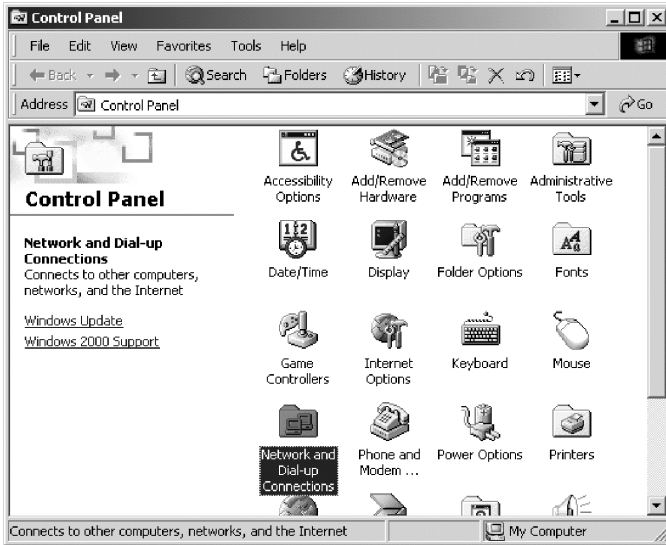 Control Panel
File Edit View Favorites Tools Help
Back Search Folders History
Address Control Panel Go
Control Panel
Network and Dial-up
Connections
Connects to other computers,
networks, and the Internet
Windows Update
Windows 2000 Support
Accessibility
Options
Add/Remove
Hardware
Add/Remove
Programs
Administrative
Tools
Date/Time
Display
Folder Options
Fonts
Game
Controllers
Internet
Options
Keyboard
Mouse
Network and
Dial-up
Connections
Phone and
Modem ...
Power Options
Printers
Connects to other computers, networks, and the Internet
My Computer